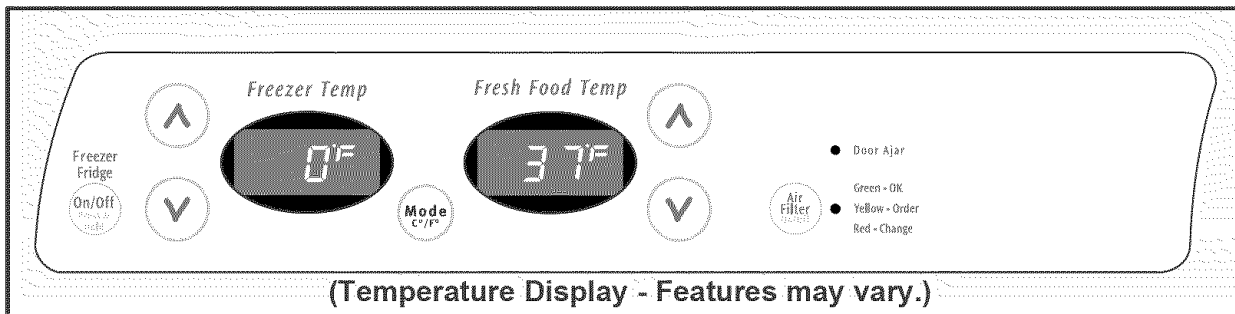 Freezer Temp
Fresh Food Temp
Freezer
Fridge
On/Off
0°F
37°F
Mode
C°/F°
Air
Filter
Door Ajar
Green - OK
Yellow - Order
Red - Change
(Temperature Display - Features may vary.)